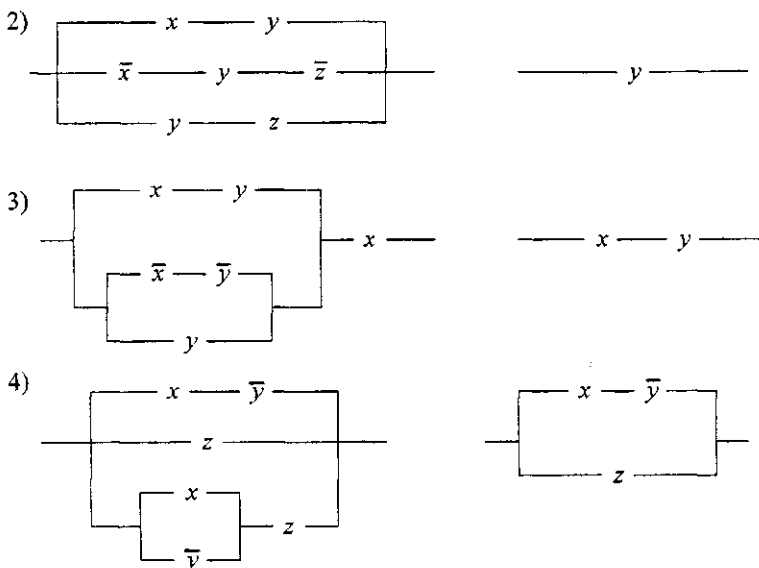 2) x y
x̅ y z̅ y
y z
3) x y
x x y
x̅ y̅
y
4) x y̅ x y̅
z
z
x
z
y̅